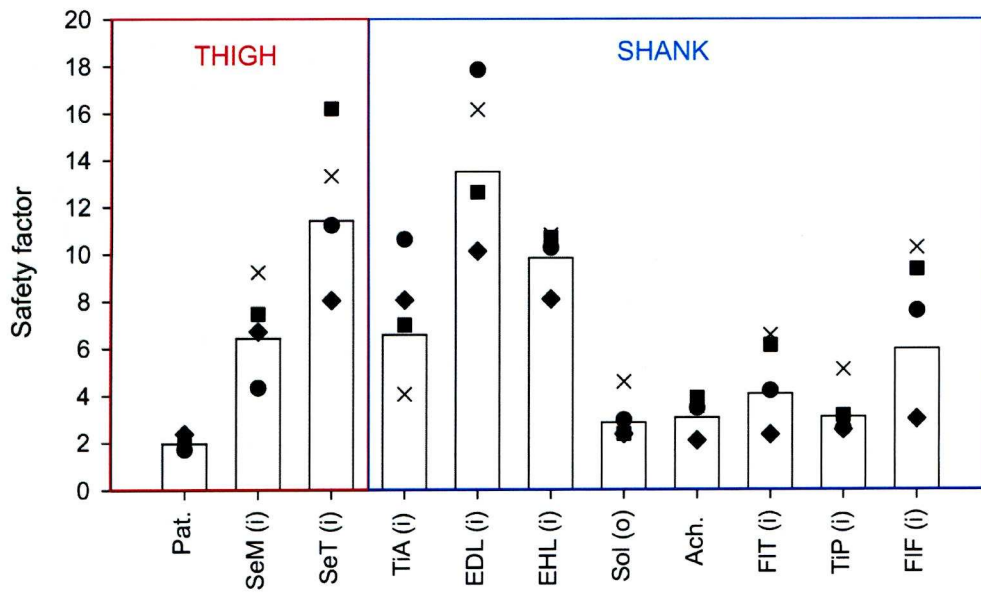 THIGH
SHANK
Safety factor
20
18
16
14
12
10
8
6
4
2
0
Pat.
SeM (i)
SeT (i)
TiA (i)
EDL (i)
EHL (i)
Sol (o)
Ach.
FIT (i)
TiP (i)
FIF (i)